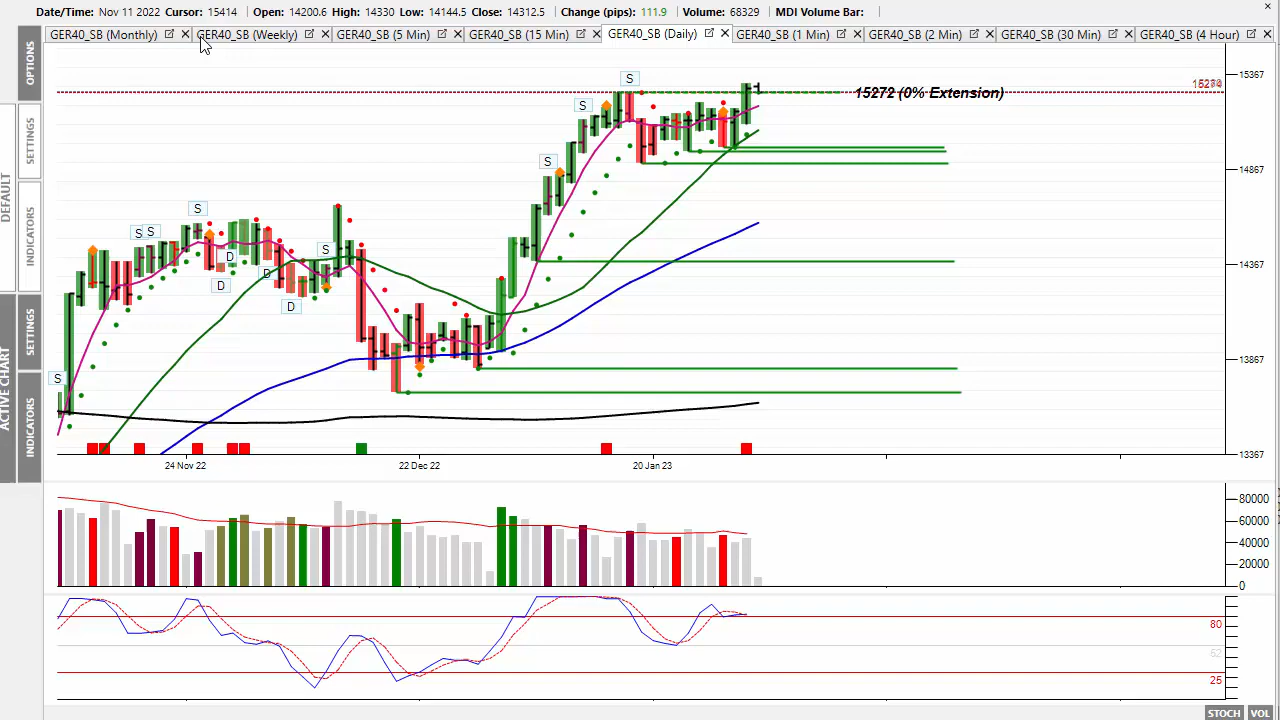 Date/Time: Nov 11 2022 Cursor: 15414 Open: 14200.6 High: 14330 Low: 14144.5 Close: 14312.5 Change (pips): 111.9 Volume: 68329 MDI Volume Bar:
GER40_SB (Monthly) GER40_SB (Weekly) GER40_SB (5 Min) GER40_SB (15 Min) GER40_SB (Daily) GER40_SB (1 Min) GER40_SB (2 Min) GER40_SB (30 Min) GER40_SB (4 Hour)
OPTIONS
SETTINGS
DEFAULT
INDICATORS
SETTINGS
ACTIVE CHART
INDICATORS
15367
15272 (0% Extension)
14867
14367
13867
13367
S
S
S
S
S
S
S
S
S
D
D
D
D
24 Nov 22
22 Dec 22
20 Jan 23
80000
60000
40000
20000
0
80
52
25
STOCH VOL